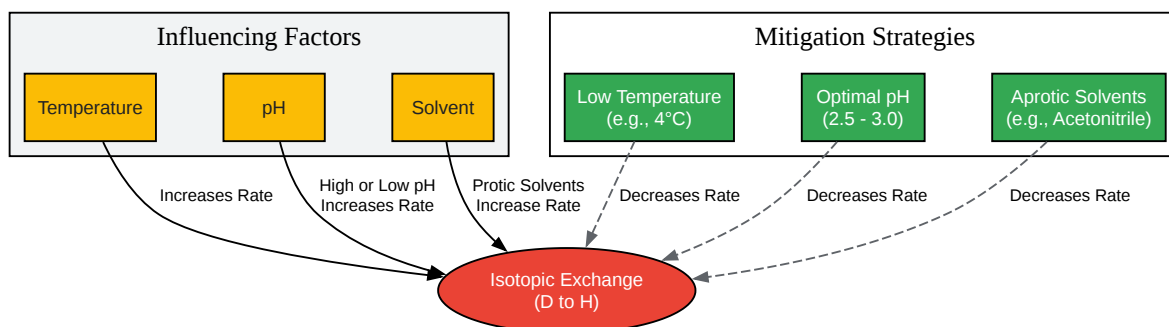 Influencing Factors
Mitigation Strategies
Temperature
pH
Solvent
Low Temperature
(e.g., 4°C)
Optimal pH
(2.5 - 3.0)
Aprotic Solvents
(e.g., Acetonitrile)
Increases Rate
High or Low pH
Increases Rate
Protic Solvents
Increase Rate
Decreases Rate
Decreases Rate
Decreases Rate
Isotopic Exchange
(D to H)